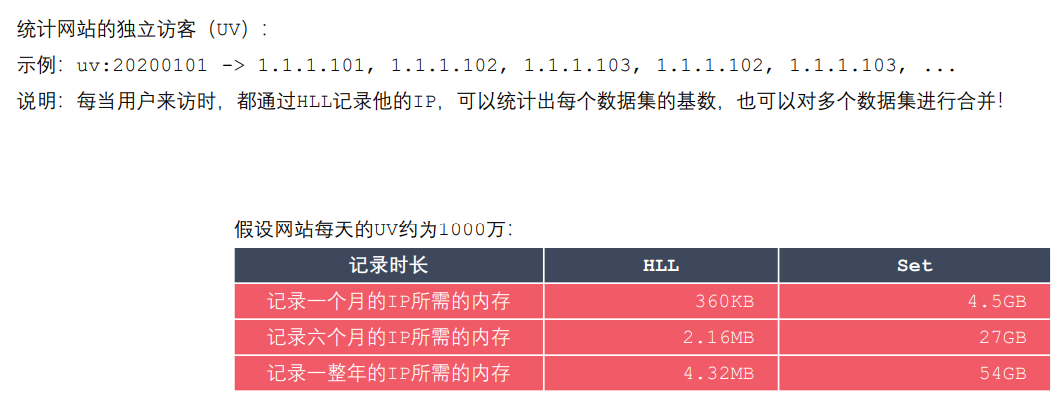 统计网站的独立访客（UV）：
示例：uv:20200101 -> 1.1.1.101, 1.1.1.102, 1.1.1.103, 1.1.1.102, 1.1.1.103, ...
说明：每当用户来访时，都通过HLL记录他的IP，可以统计出每个数据集的基数，也可以对多个数据集进行合并！
假设网站每天的UV约为1000万：
记录时长 HLL Set
记录一个月的IP所需的内存 360KB 4.5GB
记录六个月的IP所需的内存 2.16MB 27GB
记录一整年的IP所需的内存 4.32MB 54GB